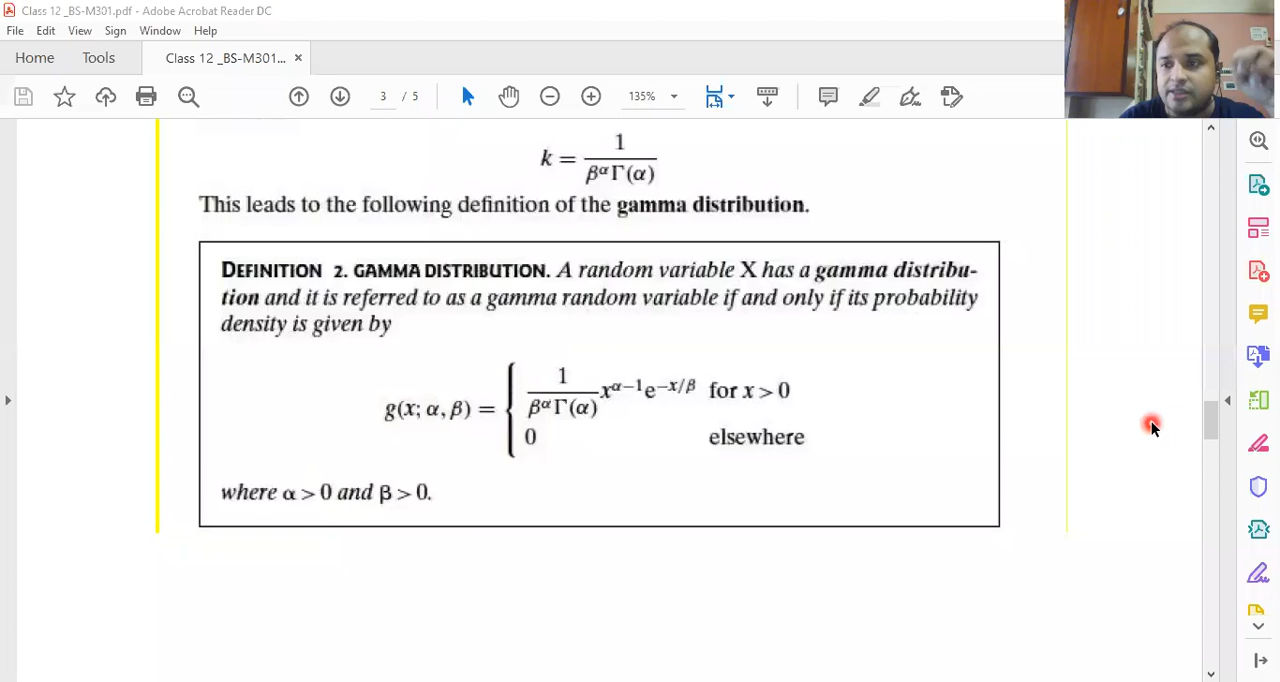 Class 12 _BS-M301.pdf - Adobe Acrobat Reader DC
File Edit View Sign Window Help
Home Tools Class 12 _BS-M301... ×
3 / 5 135%
k = 1 / β^α Γ(α)
This leads to the following definition of the gamma distribution.
DEFINITION 2. GAMMA DISTRIBUTION. A random variable X has a gamma distribu-
tion and it is referred to as a gamma random variable if and only if its probability
density is given by
g(x; α, β) = { 1 / β^α Γ(α) x^α−1 e^−x/β for x > 0
0 elsewhere
where α > 0 and β > 0.